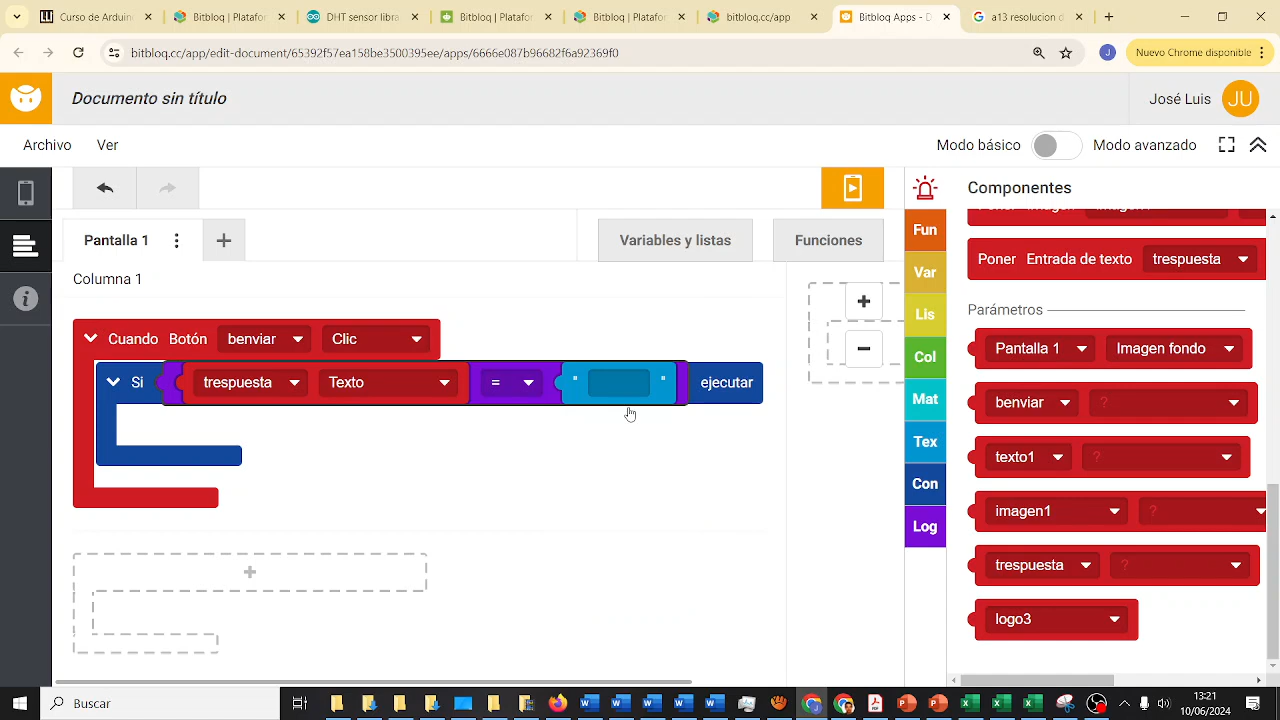 Bitbloq.cc/curso a
DHT sensor libra
Bitbloq | Platafor
Bitbloq | Platafor
bitbloq.cc/app
Bitbloq Apps - D
a13 resolucion d
bitbloq.cc/app/edit-document/65392f57ea158be3500395ee/apps/6666e087b9b682f6a92369f0
Nuevo Chrome disponible
Documento sin título
José Luis JU
Archivo Ver
Modo básico Modo avanzado
Pantalla 1
Variables y listas
Funciones
Columna 1
Cuando Botón benviar Clic
Si trespuesta Texto = " " ejecutar
Fun
Var
Lis
Col
Mat
Tex
Con
Log
Componentes
Poner Entrada de texto trespuesta
Parámetros
Pantalla 1 Imagen fondo
benviar ?
texto1 ?
imagen1 ?
trespuesta ?
logo3
Buscar
13:21
10/06/2024